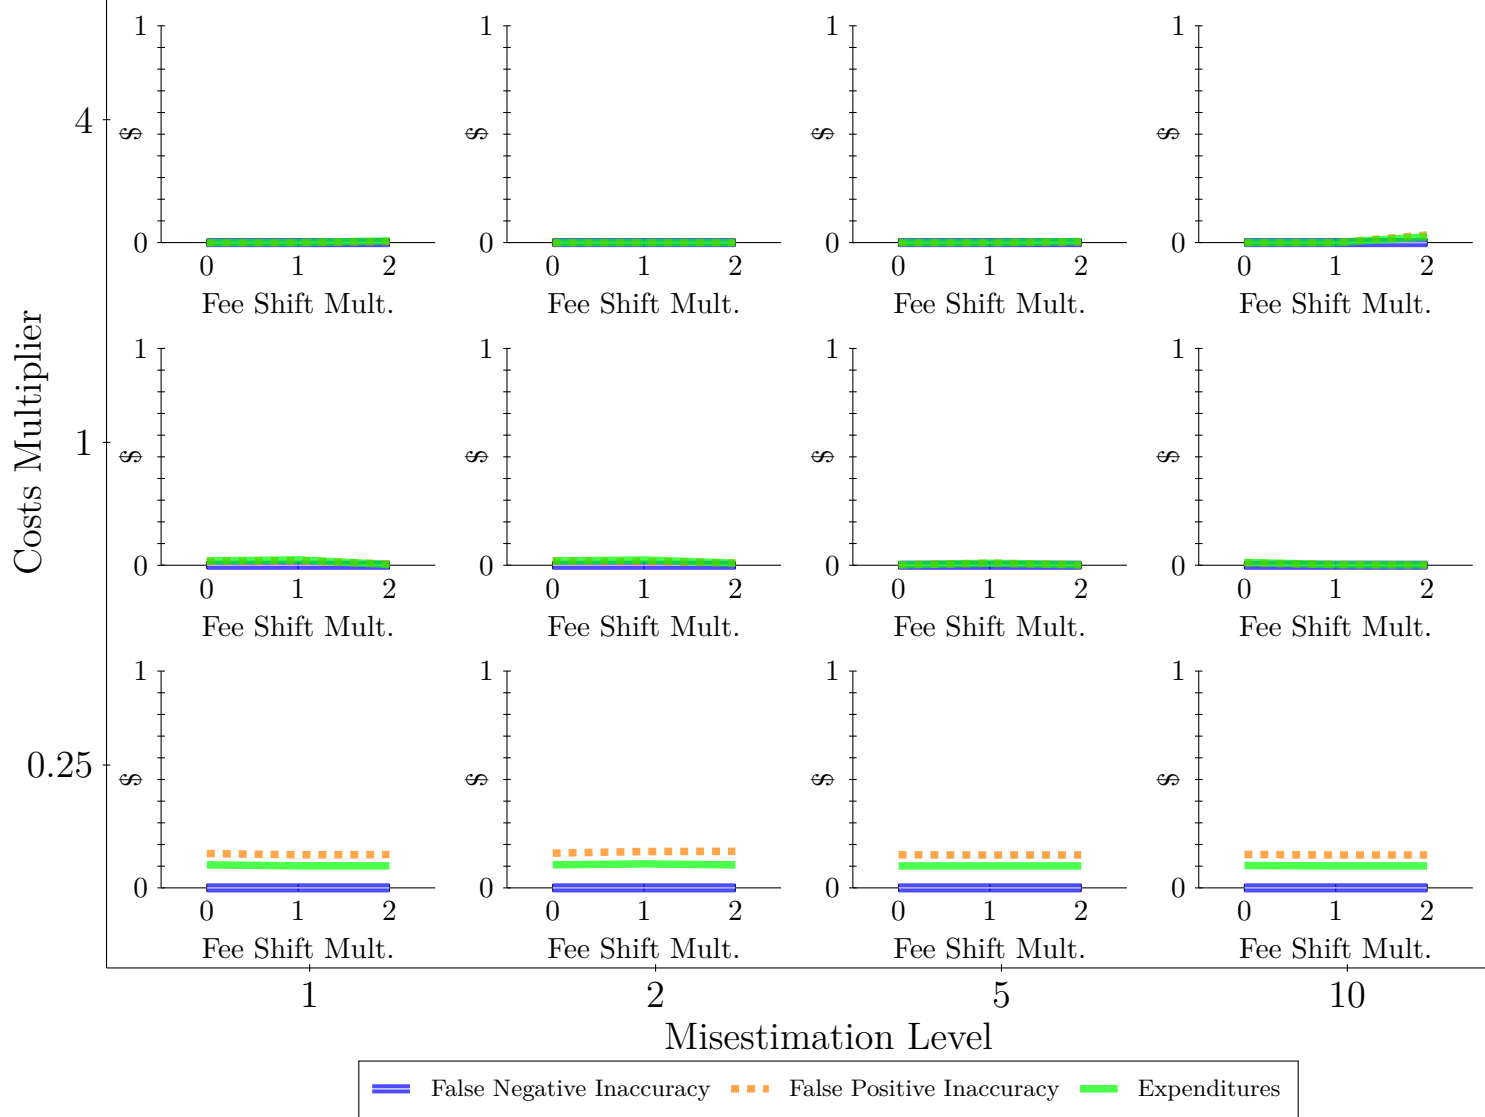 1
1
1
1
4
$
$
$
$
0
0
0
0
0 1 2
0 1 2
0 1 2
0 1 2
Fee Shift Mult.
Fee Shift Mult.
Fee Shift Mult.
Fee Shift Mult.
Costs Multiplier
1
1
1
1
1
$
$
$
$
0
0
0
0
0 1 2
0 1 2
0 1 2
0 1 2
Fee Shift Mult.
Fee Shift Mult.
Fee Shift Mult.
Fee Shift Mult.
1
1
1
1
0.25
$
$
$
$
0
0
0
0
0 1 2
0 1 2
0 1 2
0 1 2
Fee Shift Mult.
Fee Shift Mult.
Fee Shift Mult.
Fee Shift Mult.
1 2 5 10
Misestimation Level
False Negative Inaccuracy
False Positive Inaccuracy
Expenditures